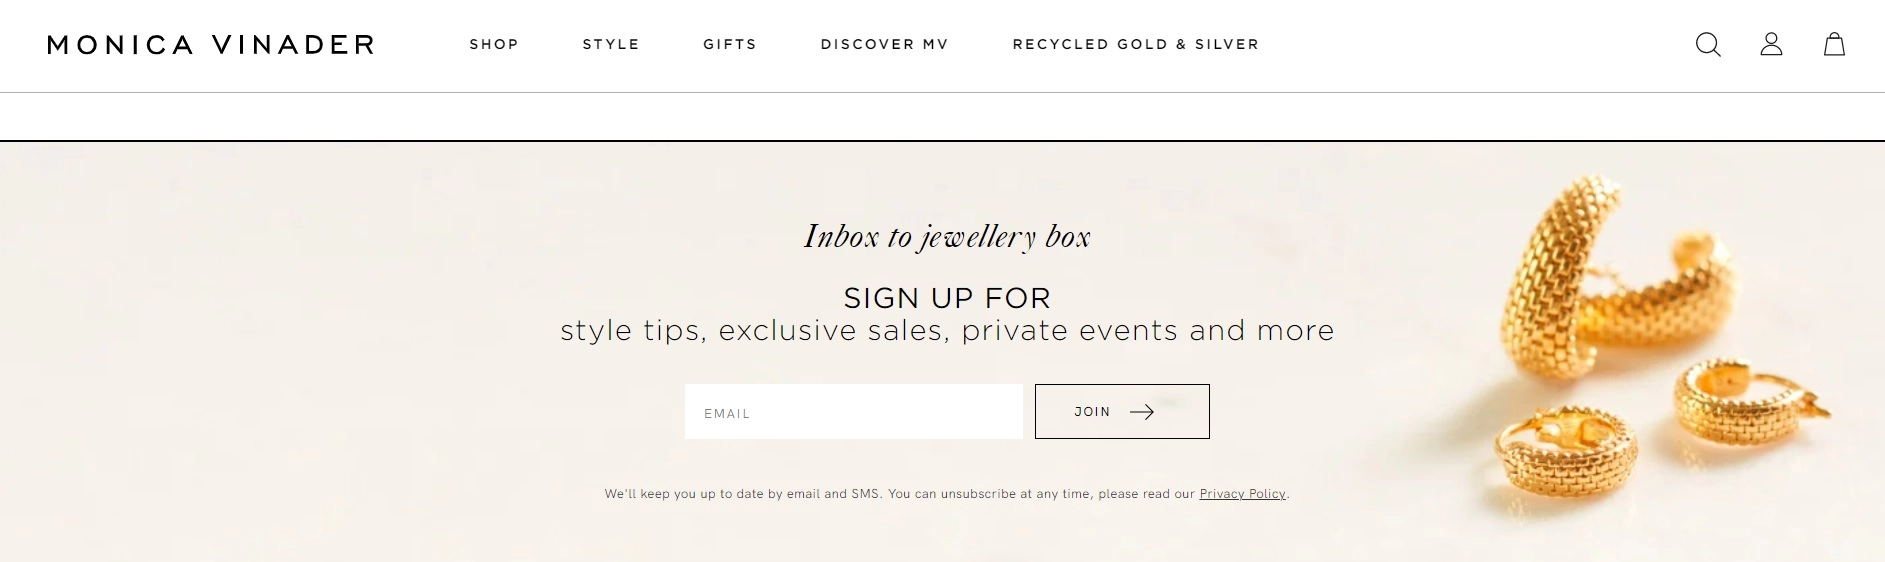 MONICA VINADER
SHOP
STYLE
GIFTS
DISCOVER MV
RECYCLED GOLD & SILVER
Inbox to jewellery box
SIGN UP FOR
style tips, exclusive sales, private events and more
EMAIL
JOIN
We'll keep you up to date by email and SMS. You can unsubscribe at any time, please read our Privacy Policy.